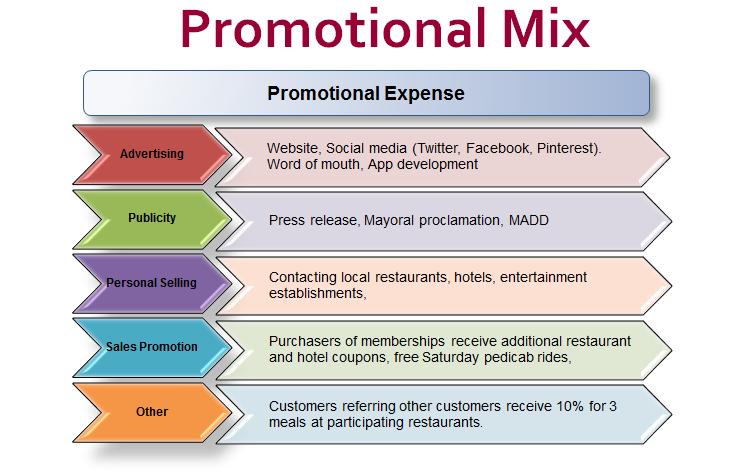 Promotional Mix
Promotional Expense
Advertising
Website, Social media (Twitter, Facebook, Pinterest).
Word of mouth, App development
Publicity
Press release, Mayoral proclamation, MADD
Personal Selling
Contacting local restaurants, hotels, entertainment
establishments,
Sales Promotion
Purchasers of memberships receive additional restaurant
and hotel coupons, free Saturday pedicab rides,
Other
Customers referring other customers receive 10% for 3
meals at participating restaurants.